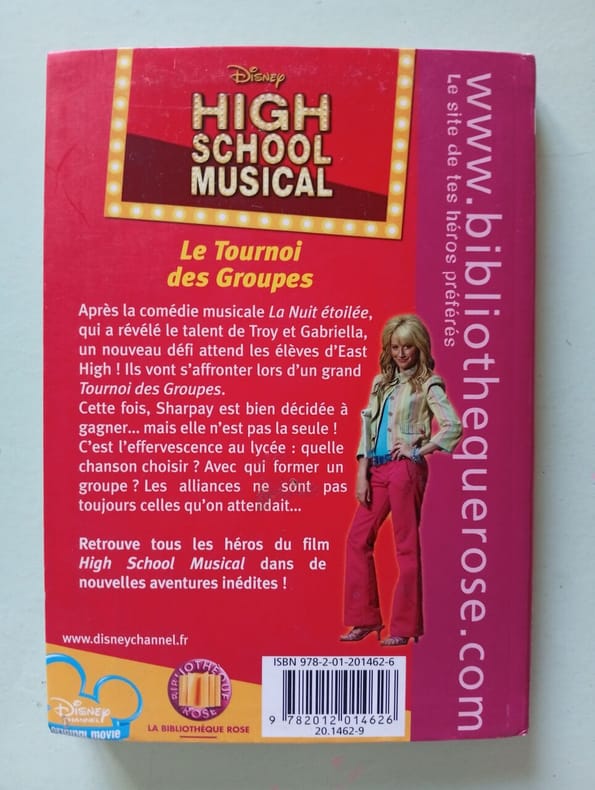 Disney
HIGH
SCHOOL
MUSICAL
Le Tournoi
des Groupes
Après la comédie musicale La Nuit étoilée,
qui a révélé le talent de Troy et Gabriella,
un nouveau défi attend les élèves d'East
High ! Ils vont s'affronter lors d'un grand
Tournoi des Groupes.
Cette fois, Sharpay est bien décidée à
gagner... mais elle n'est pas la seule !
C'est l'effervescence au lycée : quelle
chanson choisir ? Avec qui former un
groupe ? Les alliances ne sont pas
toujours celles qu'on attendait...
Retrouve tous les héros du film
High School Musical dans de
nouvelles aventures inédites !
www.disneychannel.fr
Disney
CHANNEL
ORIGINAL MOVIE
BIBLIOTHÈQUE
ROSE
LA BIBLIOTHÈQUE ROSE
ISBN 978-2-01-201462-6
9 782012 014626
20.1462-9
www.bibliothequerose.com
Le site de tes héros préférés